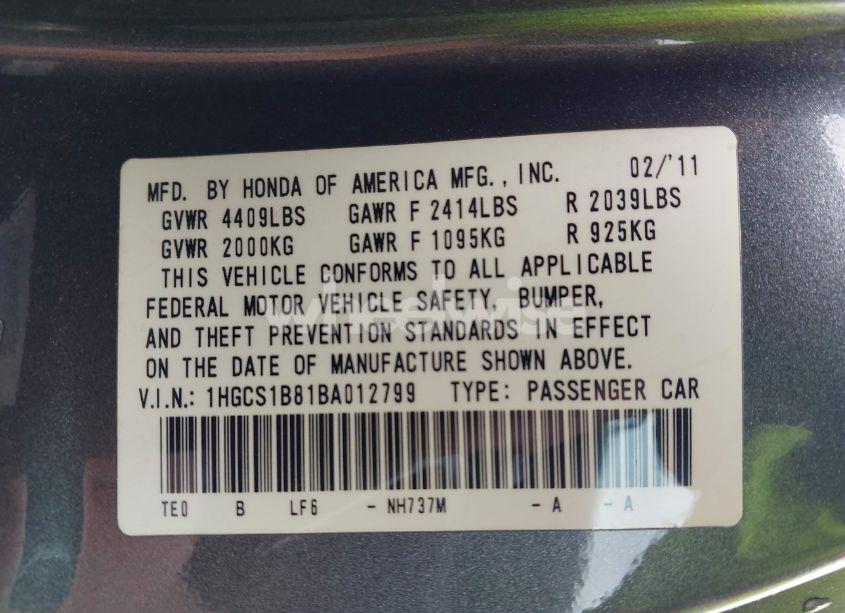 MFD. BY HONDA OF AMERICA MFG., INC. 02/'11
GVWR 4409LBS GAWR F 2414LBS R 2039LBS
GVWR 2000KG GAWR F 1095KG R 925KG
THIS VEHICLE CONFORMS TO ALL APPLICABLE
FEDERAL MOTOR VEHICLE SAFETY, BUMPER,
AND THEFT PREVENTION STANDARDS IN EFFECT
ON THE DATE OF MANUFACTURE SHOWN ABOVE.
V.I.N.: 1HGCS1B81BA012799 TYPE: PASSENGER CAR
TE0 B LF6 - NH737M - A - A
wheelwise